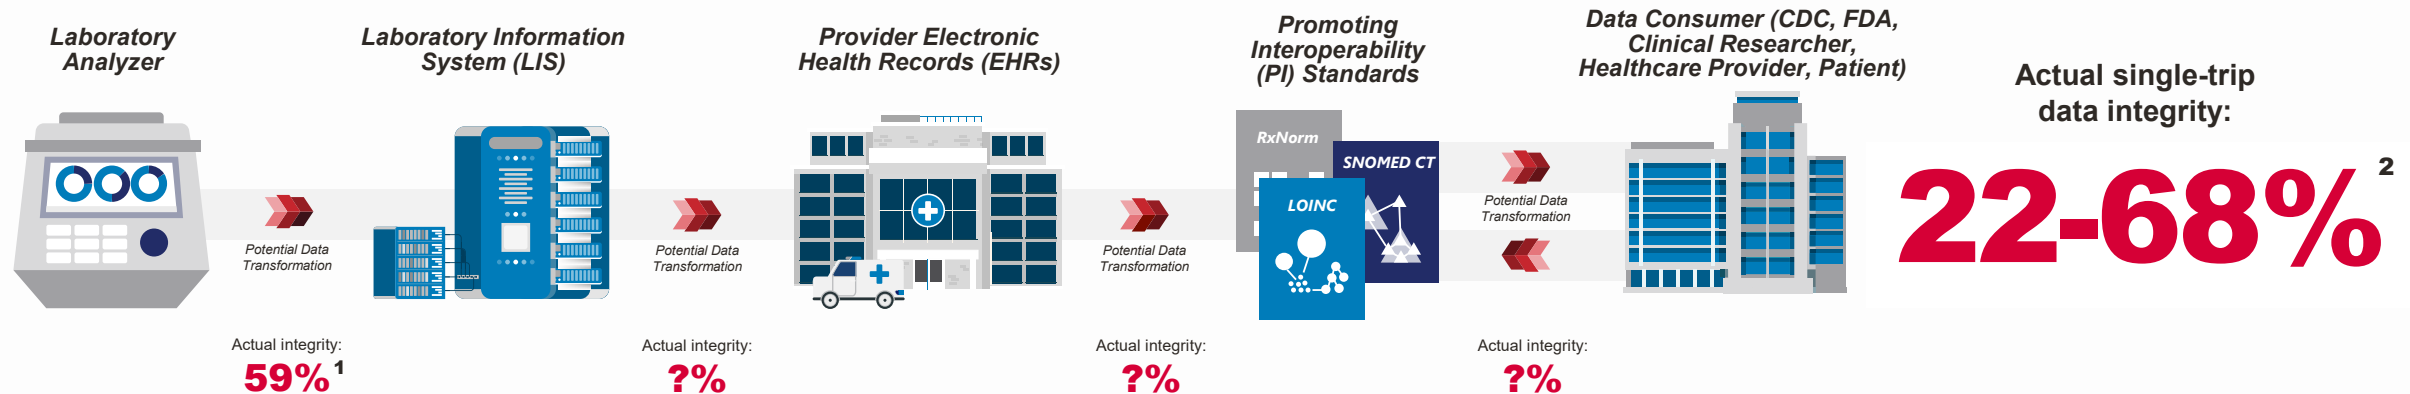 Laboratory
Analyzer
Laboratory Information
System (LIS)
Provider Electronic
Health Records (EHRs)
Promoting
Interoperability
(PI) Standards
Data Consumer (CDC, FDA,
Clinical Researcher,
Healthcare Provider, Patient)
Actual single-trip
data integrity:
22-68% 2
RxNorm
SNOMED CT
LOINC
Potential Data
Transformation
Potential Data
Transformation
Potential Data
Transformation
Potential Data
Transformation
Actual integrity:
59% 1
Actual integrity:
?%
Actual integrity:
?%
Actual integrity:
?%